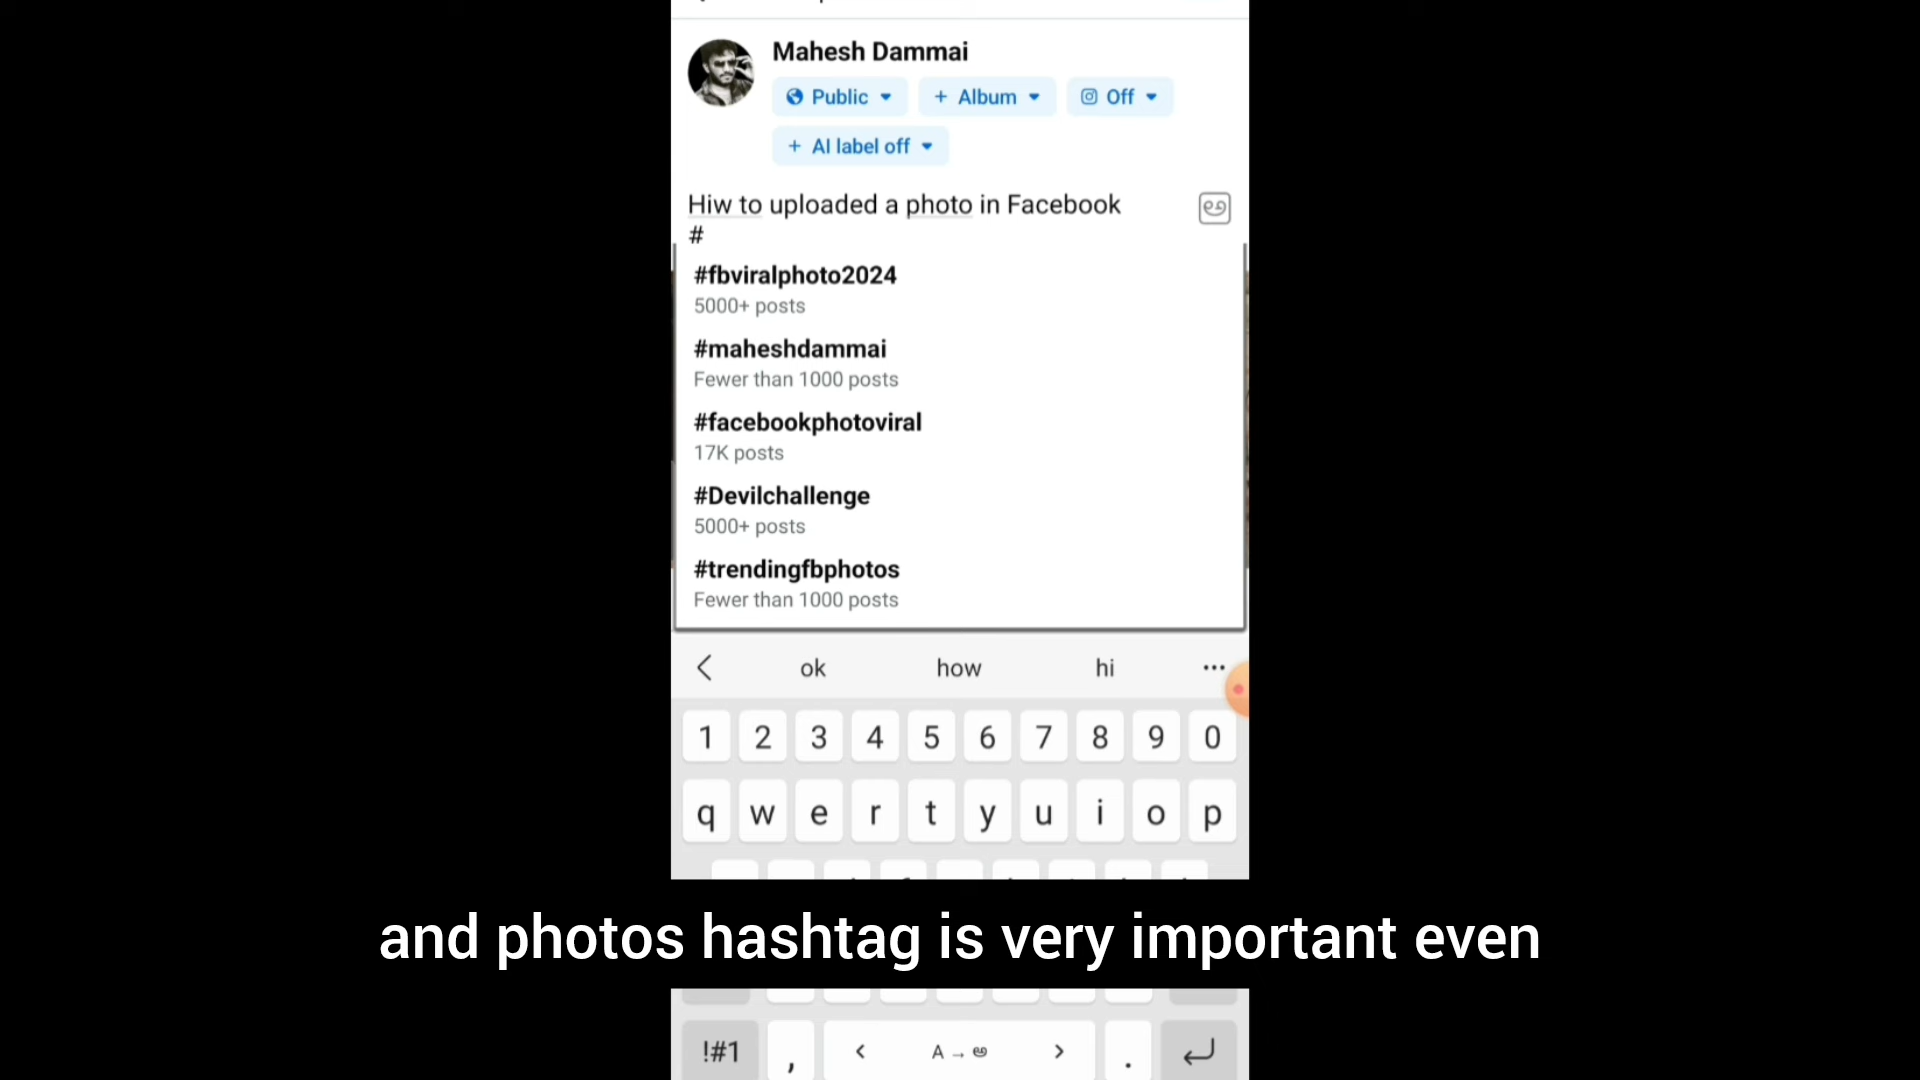 Mahesh Dammai
Public
+ Album
Off
+ AI label off
Hiw to uploaded a photo in Facebook
#
#fbviralphoto2024
5000+ posts
#maheshdammai
Fewer than 1000 posts
#facebookphotoviral
17K posts
#Devilchallenge
5000+ posts
#trendingfbphotos
Fewer than 1000 posts
ok how hi ...
1 2 3 4 5 6 7 8 9 0
q w e r t y u i o p
and photos hashtag is very important even
!#1 , < A → అ > .